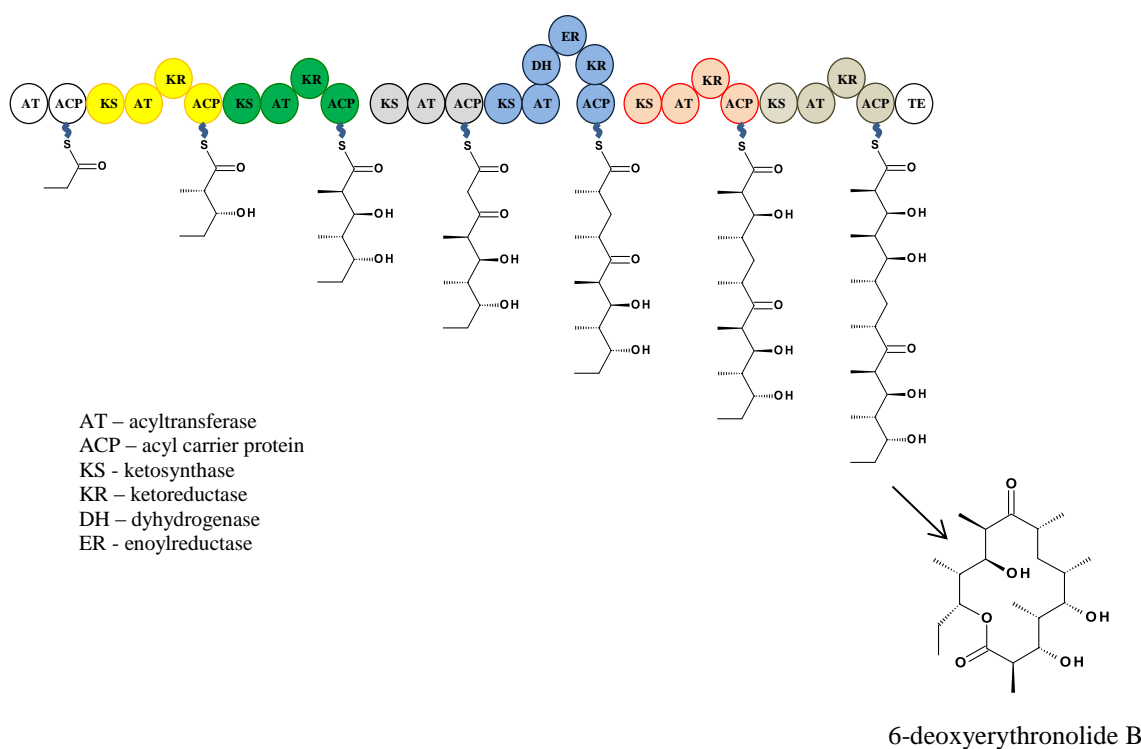 ER
DH KR
KR KR KR KR
AT ACP KS AT ACP KS AT ACP KS AT ACP KS AT ACP KS AT ACP KS AT ACP TE
S S S S S S S
O O O O O O O
OH OH O OH OH
OH OH O OH
OH OH O
OH OH O
OH OH
OH
AT – acyltransferase
ACP – acyl carrier protein
KS - ketosynthase
KR – ketoreductase
DH – dyhydrogenase
ER - enoylreductase
O
OH
O OH
O OH
6-deoxyerythronolide B